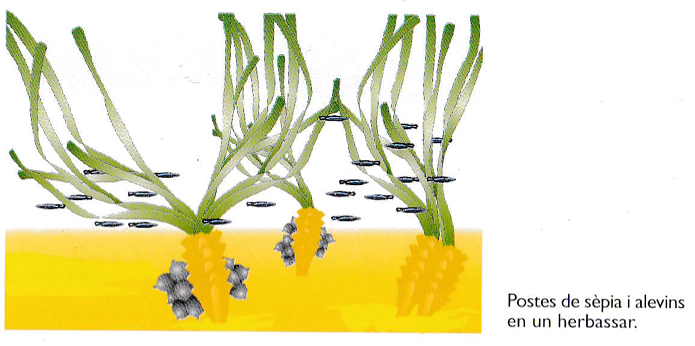 Postes de sèpia i alevins
en un herbassar.